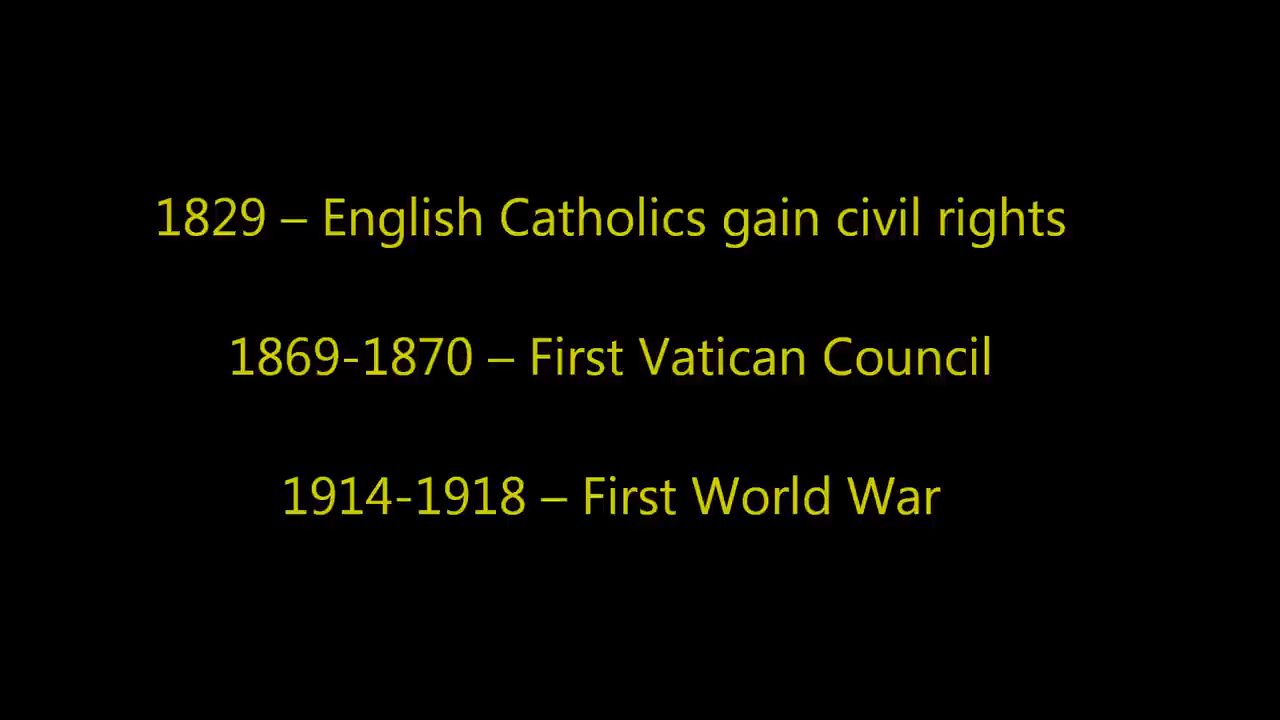 1829 – English Catholics gain civil rights
1869-1870 – First Vatican Council
1914-1918 – First World War